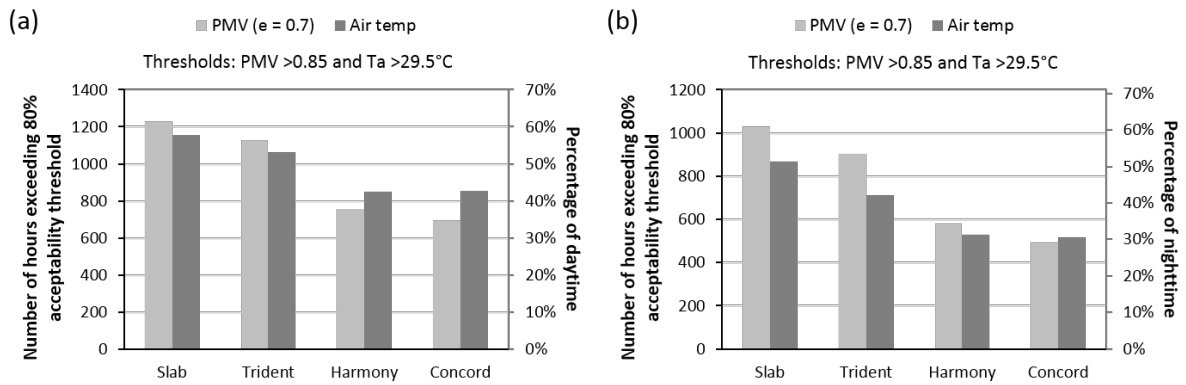 (a)
PMV (e = 0.7) Air temp
Thresholds: PMV >0.85 and Ta >29.5°C
Number of hours exceeding 80%
acceptability threshold
1400
1200
1000
800
600
400
200
0
70%
60%
50%
40%
30%
20%
10%
0%
Percentage of daytime
Slab Trident Harmony Concord
(b)
PMV (e = 0.7) Air temp
Thresholds: PMV >0.85 and Ta >29.5°C
Number of hours exceeding 80%
acceptability threshold
1200
1000
800
600
400
200
0
70%
60%
50%
40%
30%
20%
10%
0%
Percentage of nighttime
Slab Trident Harmony Concord